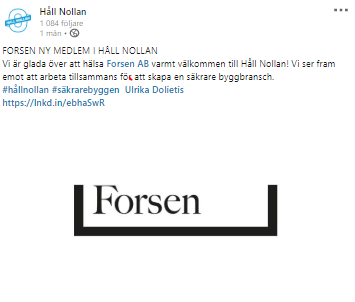 Håll Nollan
1 084 följare
1 mån •
FORSEN NY MEDLEM I HÅLL NOLLAN
Vi är glada över att hälsa Forsen AB varmt välkommen till Håll Nollan! Vi ser fram
emot att arbeta tillsammans för att skapa en säkrare byggbransch.
#hållnollan #säkrarebyggen Ulrika Dolietis
https://lnkd.in/ebhaSwR
Forsen